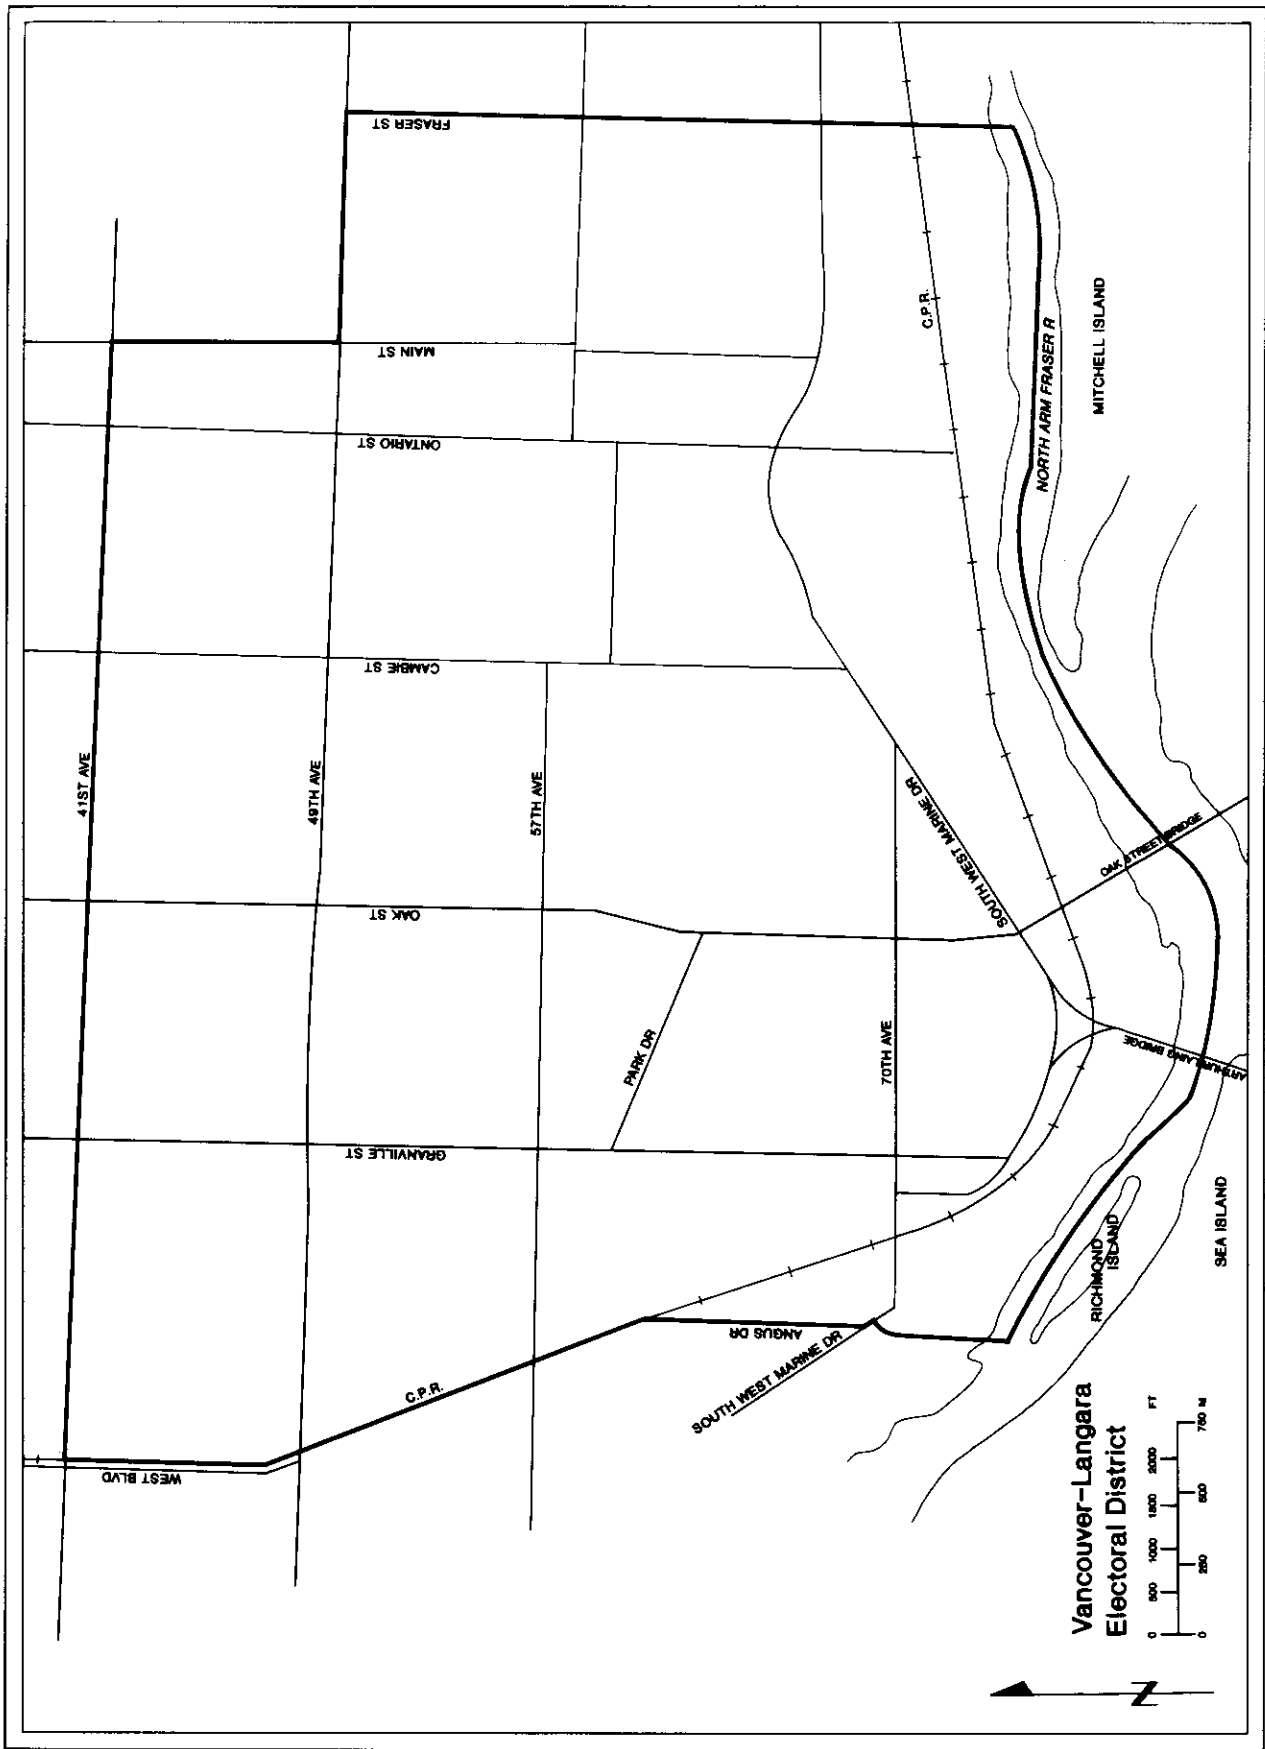 41ST AVE
49TH AVE
57TH AVE
70TH AVE
WEST BLVD
GRANVILLE ST
OAK ST
CAMBIE ST
ONTARIO ST
MAIN ST
FRASER ST
C.P.R.
PARK DR
ANGUS DR
SOUTH WEST MARINE DR
SOUTH WEST MARINE DR
C.P.R.
OAK STREET BRIDGE
ARTHUR LAING BRIDGE
NORTH ARM FRASER R
MITCHELL ISLAND
RICHMOND
ISLAND
SEA ISLAND
Vancouver-Langara
Electoral District
0 500 1000 1500 2000 FT
0 250 500 750 M
N